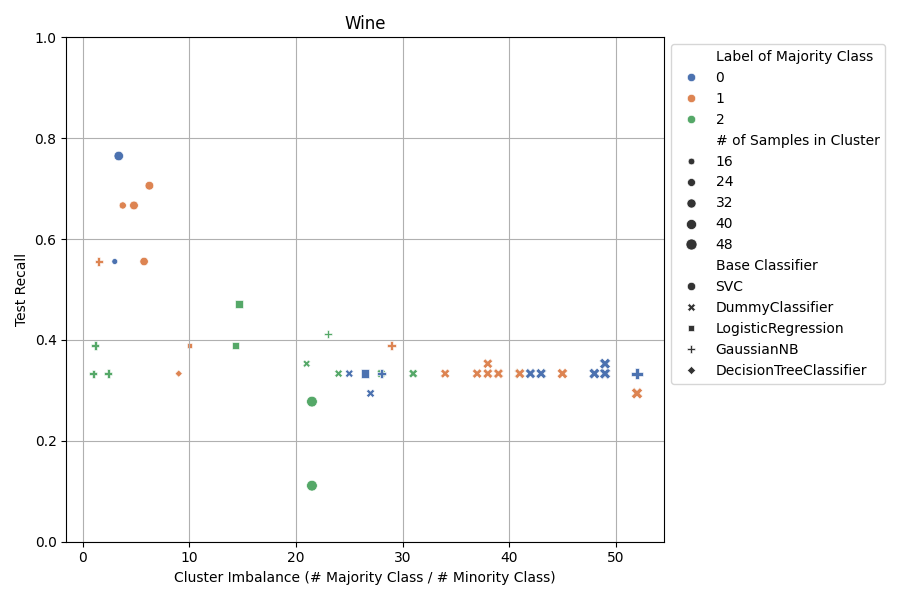 Wine
1.0
0.8
0.6
0.4
0.2
0.0
Test Recall
0
10
20
30
40
50
Cluster Imbalance (# Majority Class / # Minority Class)
Label of Majority Class
0
1
2
# of Samples in Cluster
16
24
32
40
48
Base Classifier
SVC
DummyClassifier
LogisticRegression
GaussianNB
DecisionTreeClassifier